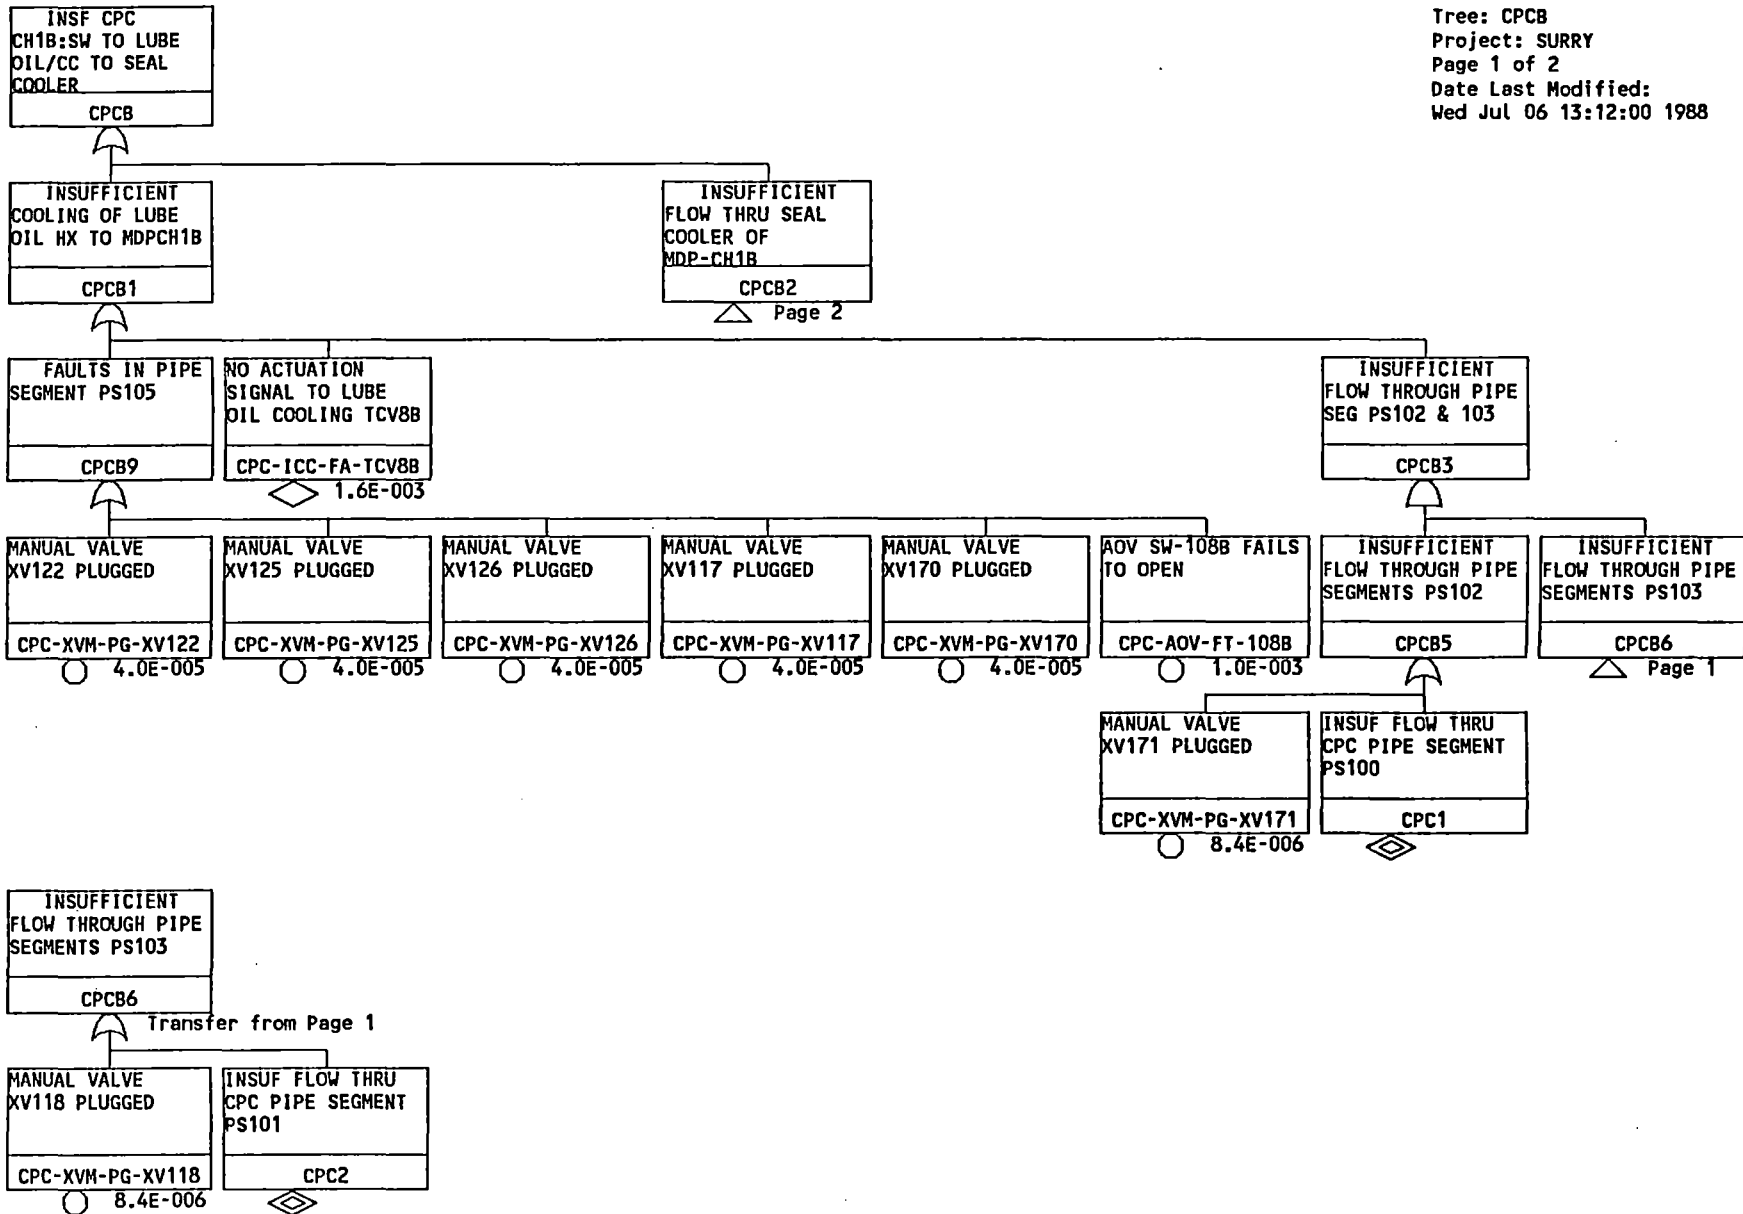 Tree: CPCB
Project: SURRY
Page 1 of 2
Date Last Modified:
Wed Jul 06 13:12:00 1988
INSF CPC
CH1B:SW TO LUBE
OIL/CC TO SEAL
COOLER
CPCB
INSUFFICIENT
COOLING OF LUBE
OIL HX TO MDPCH1B
CPCB1
INSUFFICIENT
FLOW THRU SEAL
COOLER OF
MDP-CH1B
CPCB2
Page 2
FAULTS IN PIPE
SEGMENT PS105
CPCB9
NO ACTUATION
SIGNAL TO LUBE
OIL COOLING TCV8B
CPC-ICC-FA-TCV8B
1.6E-003
INSUFFICIENT
FLOW THROUGH PIPE
SEG PS102 & 103
CPCB3
MANUAL VALVE
XV122 PLUGGED
CPC-XVM-PG-XV122
4.0E-005
MANUAL VALVE
XV125 PLUGGED
CPC-XVM-PG-XV125
4.0E-005
MANUAL VALVE
XV126 PLUGGED
CPC-XVM-PG-XV126
4.0E-005
MANUAL VALVE
XV117 PLUGGED
CPC-XVM-PG-XV117
4.0E-005
MANUAL VALVE
XV170 PLUGGED
CPC-XVM-PG-XV170
4.0E-005
AOV SW-108B FAILS
TO OPEN
CPC-AOV-FT-108B
1.0E-003
INSUFFICIENT
FLOW THROUGH PIPE
SEGMENTS PS102
CPCB5
INSUFFICIENT
FLOW THROUGH PIPE
SEGMENTS PS103
CPCB6
Page 1
MANUAL VALVE
XV171 PLUGGED
CPC-XVM-PG-XV171
8.4E-006
INSUF FLOW THRU
CPC PIPE SEGMENT
PS100
CPC1
INSUFFICIENT
FLOW THROUGH PIPE
SEGMENTS PS103
CPCB6
Transfer from Page 1
MANUAL VALVE
XV118 PLUGGED
CPC-XVM-PG-XV118
8.4E-006
INSUF FLOW THRU
CPC PIPE SEGMENT
PS101
CPC2